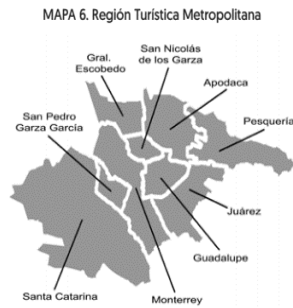 MAPA 6. Región Turística Metropolitana
San Nicolás
de los Garza
Gral.
Escobedo
Apodaca
San Pedro
Garza García
Pesquería
Juárez
Guadalupe
Santa Catarina
Monterrey